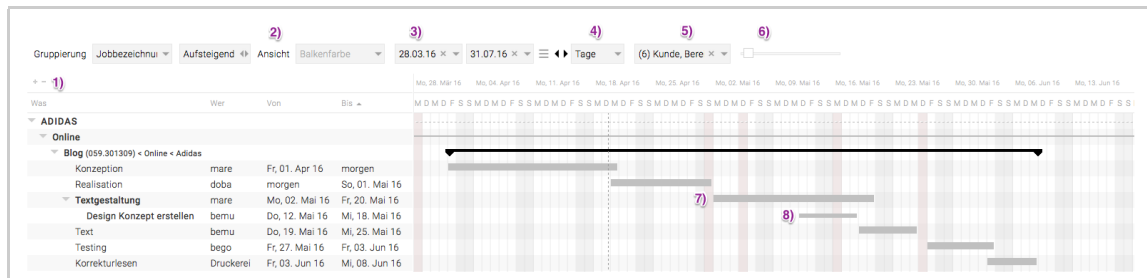 2) 3) 4) 5) 6)
Gruppierung Jobbezeichnu Aufsteigend Ansicht Balkenfarbe 28.03.16 × 31.07.16 × Tage (6) Kunde, Bere ×
+ − 1) Mo, 28. Mär 16 Mo, 04. Apr 16 Mo, 11. Apr 16 Mo, 18. Apr 16 Mo, 25. Apr 16 Mo, 02. Mai 16 Mo, 09. Mai 16 Mo, 16. Mai 16 Mo, 23. Mai 16 Mo, 30. Mai 16 Mo, 06. Jun 16 Mo, 13. Jun 16
Was Wer Von Bis M D M D F S S M D M D F S S M D M D F S S M D M D F S S M D M D F S S M D M D F S S M D M D F S S M D M D F S S M D M D F S S M D M D F S S M D M D F S S M D M D F S S
ADIDAS
Online
Blog (059.301309) < Online < Adidas
Konzeption mare Fr, 01. Apr 16 morgen
Realisation doba morgen So, 01. Mai 16
Textgestaltung mare Mo, 02. Mai 16 Fr, 20. Mai 16 7)
Design Konzept erstellen bemu Do, 12. Mai 16 Mi, 18. Mai 16 8)
Text bemu Do, 19. Mai 16 Mi, 25. Mai 16
Testing bego Fr, 27. Mai 16 Fr, 03. Jun 16
Korrekturlesen Druckerei Fr, 03. Jun 16 Mi, 08. Jun 16